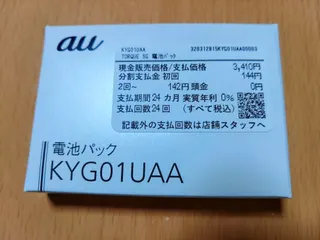 au
KYG01UAA
TORQUE 5G 電池パック
現金販売価格/支払価格 3,410円
分割支払金 初回 144円
2回~ 142円 頭金 0円
支払期間24 カ月 実質年利 0%
支払回数24 回 (すべて税込)
記載外の支払回数は店舗スタッフへ
電池パック
KYG01UAA